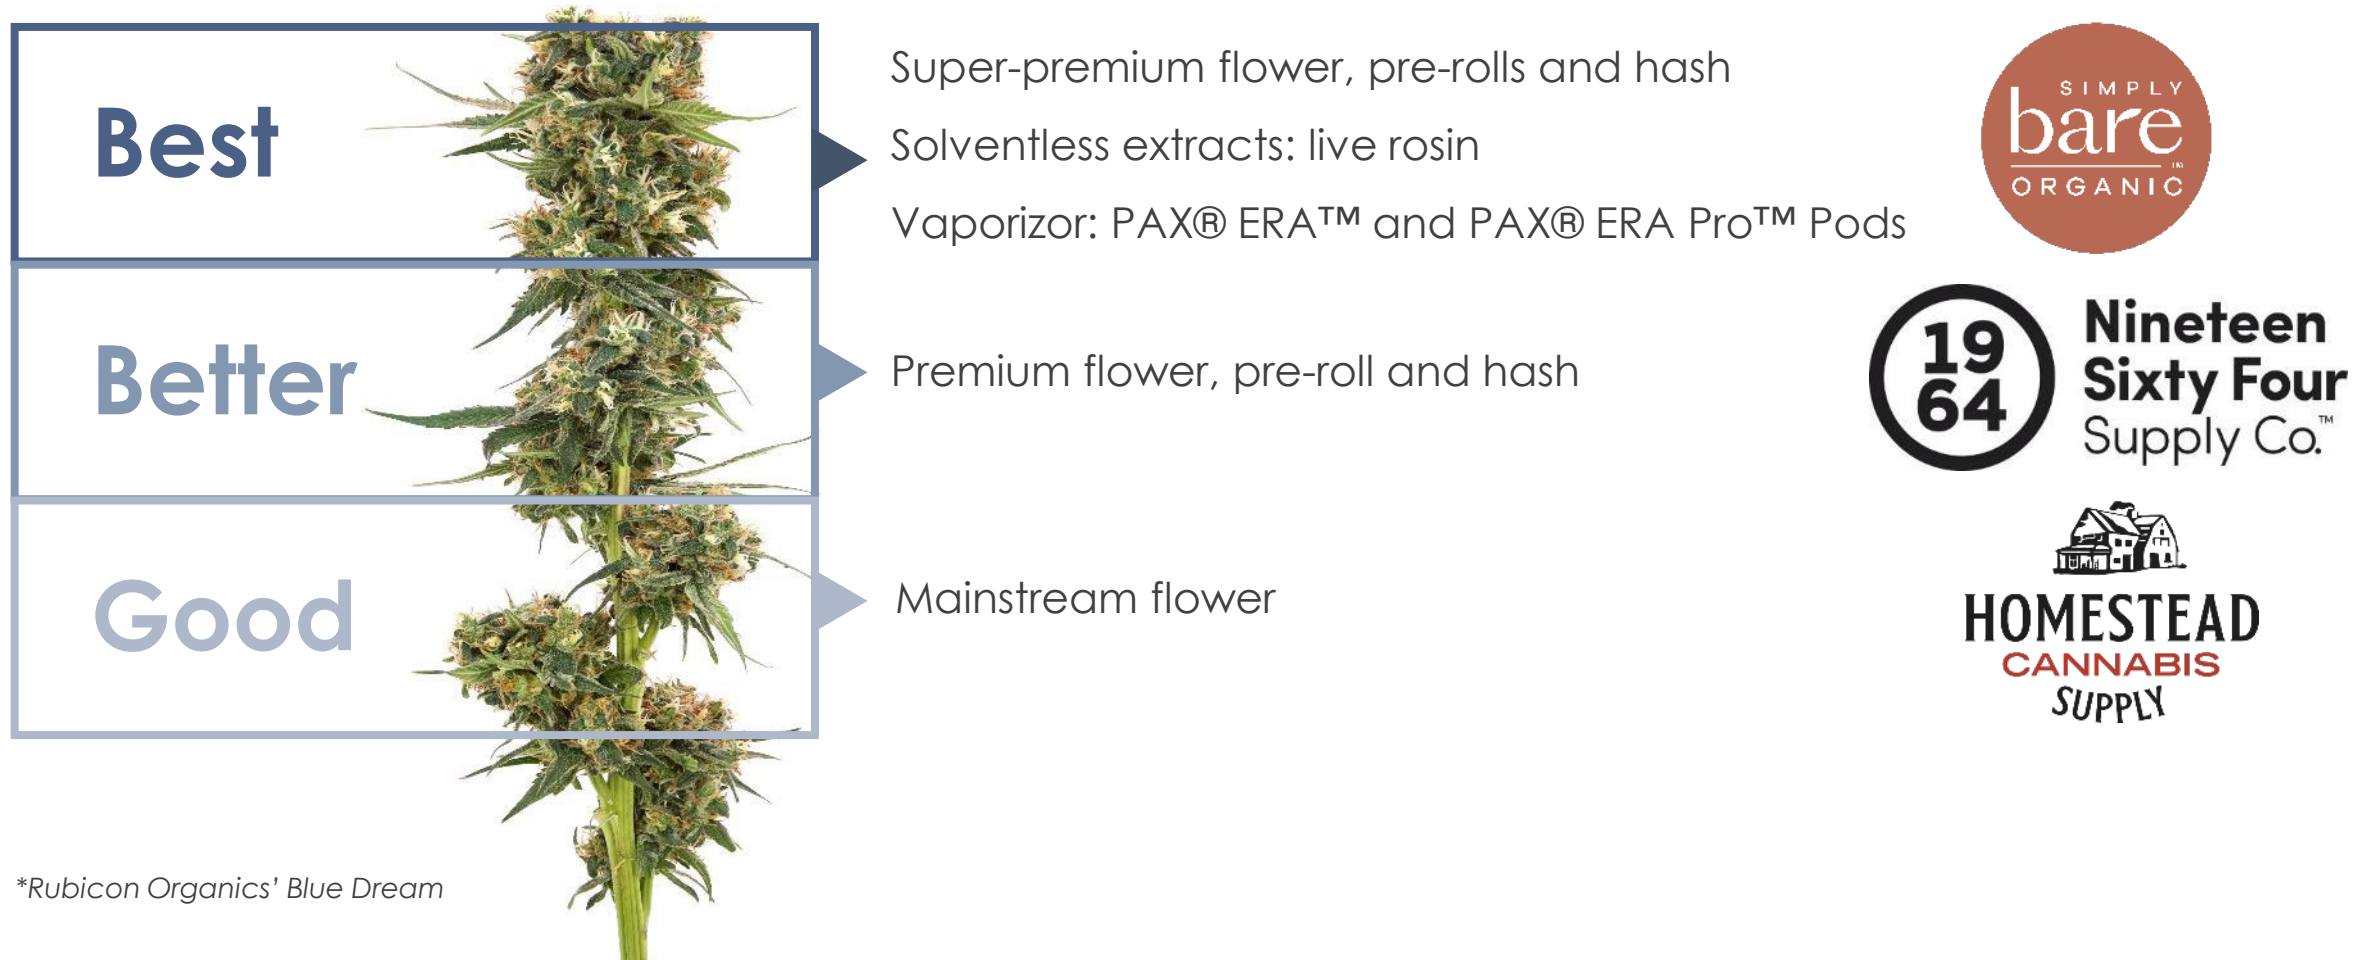 Best
Super-premium flower, pre-rolls and hash
Solventless extracts: live rosin
Vaporizor: PAX® ERA™ and PAX® ERA Pro™ Pods
SIMPLY
bare
™
ORGANIC
Better
Premium flower, pre-roll and hash
19
64
Nineteen
Sixty Four
Supply Co.™
Good
Mainstream flower
HOMESTEAD
CANNABIS
SUPPLY
*Rubicon Organics’ Blue Dream